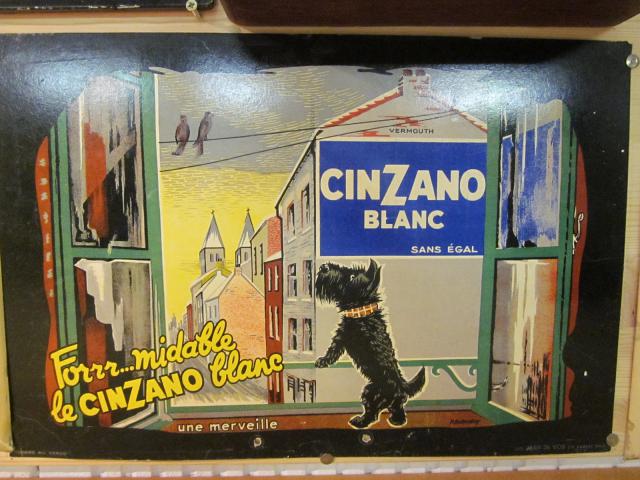 VERMOUTH
CINZANO
BLANC
SANS ÉGAL
Forrr...midable
le CINZANO blanc
une merveille